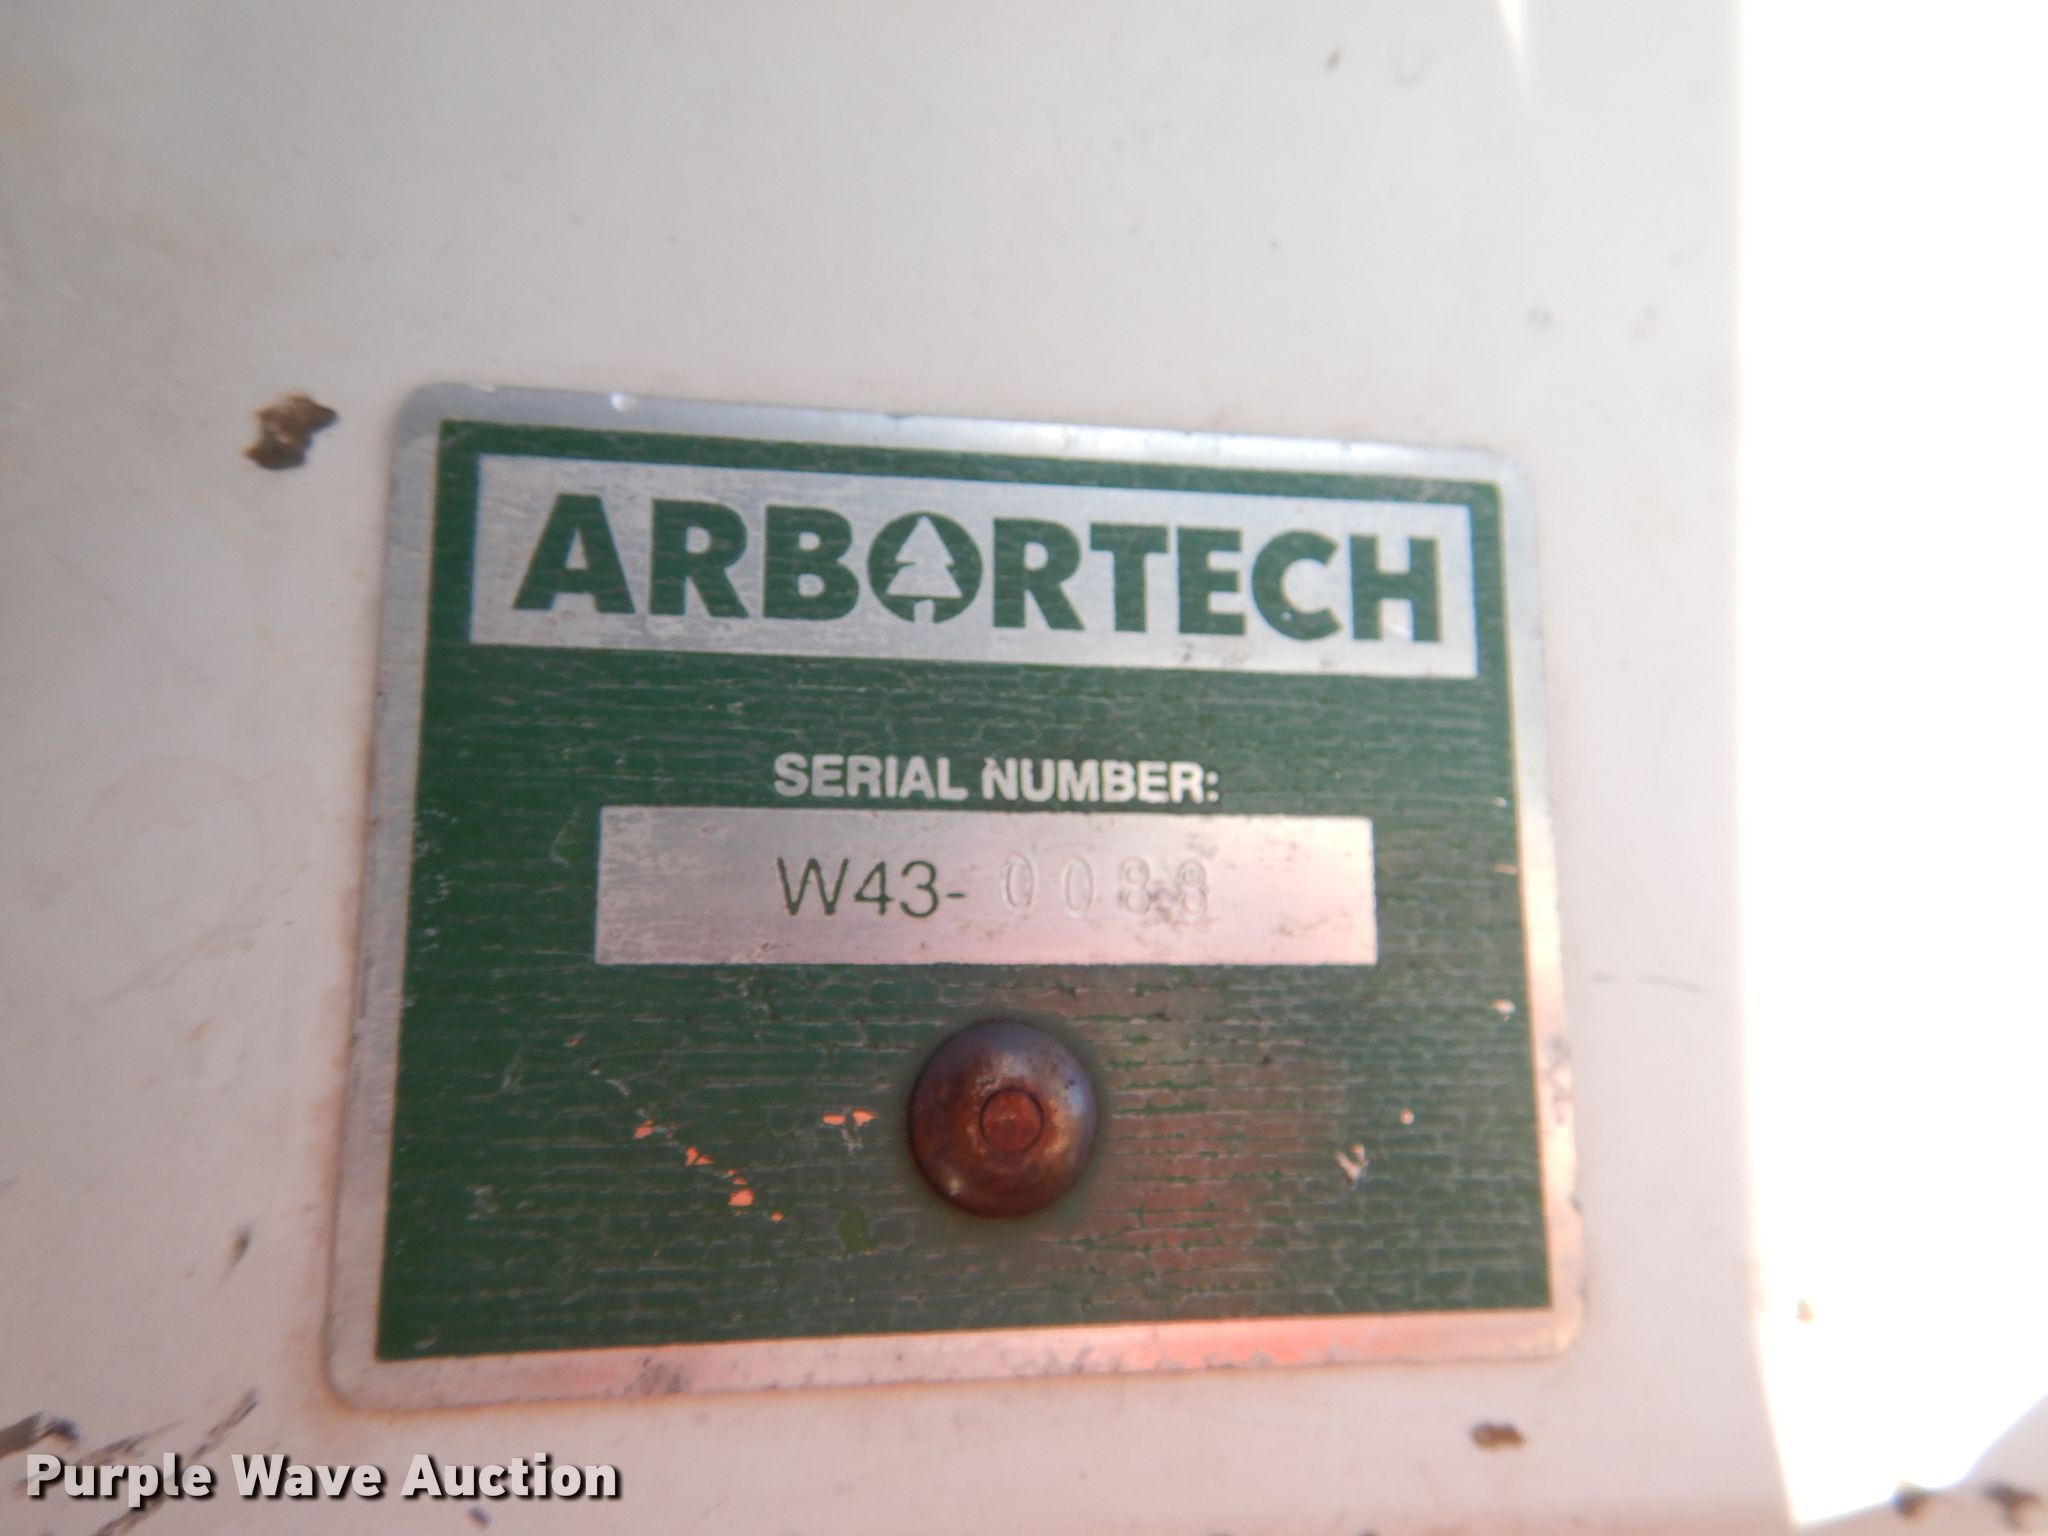 ARBORTECH
SERIAL NUMBER:
W43-0088
Purple Wave Auction